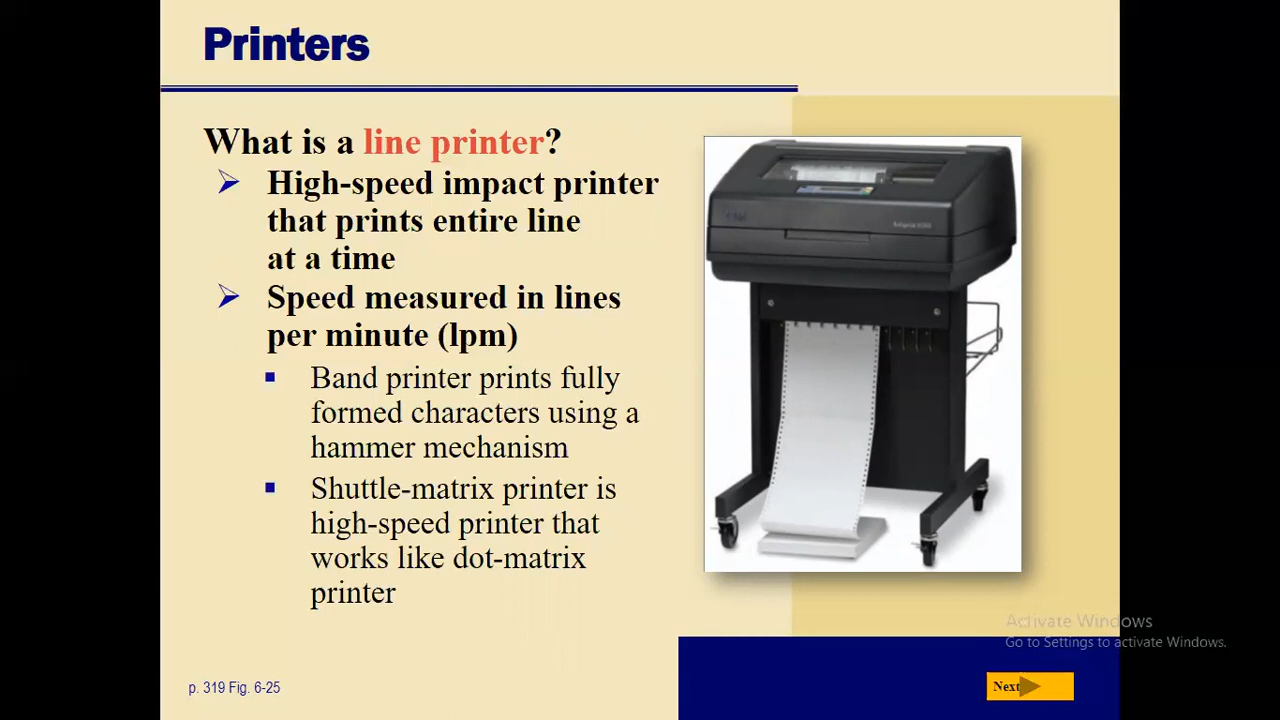 Printers
What is a line printer?
High-speed impact printer
that prints entire line
at a time
Speed measured in lines
per minute (lpm)
Band printer prints fully
formed characters using a
hammer mechanism
Shuttle-matrix printer is
high-speed printer that
works like dot-matrix
printer
Activate Windows
Go to Settings to activate Windows.
p. 319 Fig. 6-25
Next